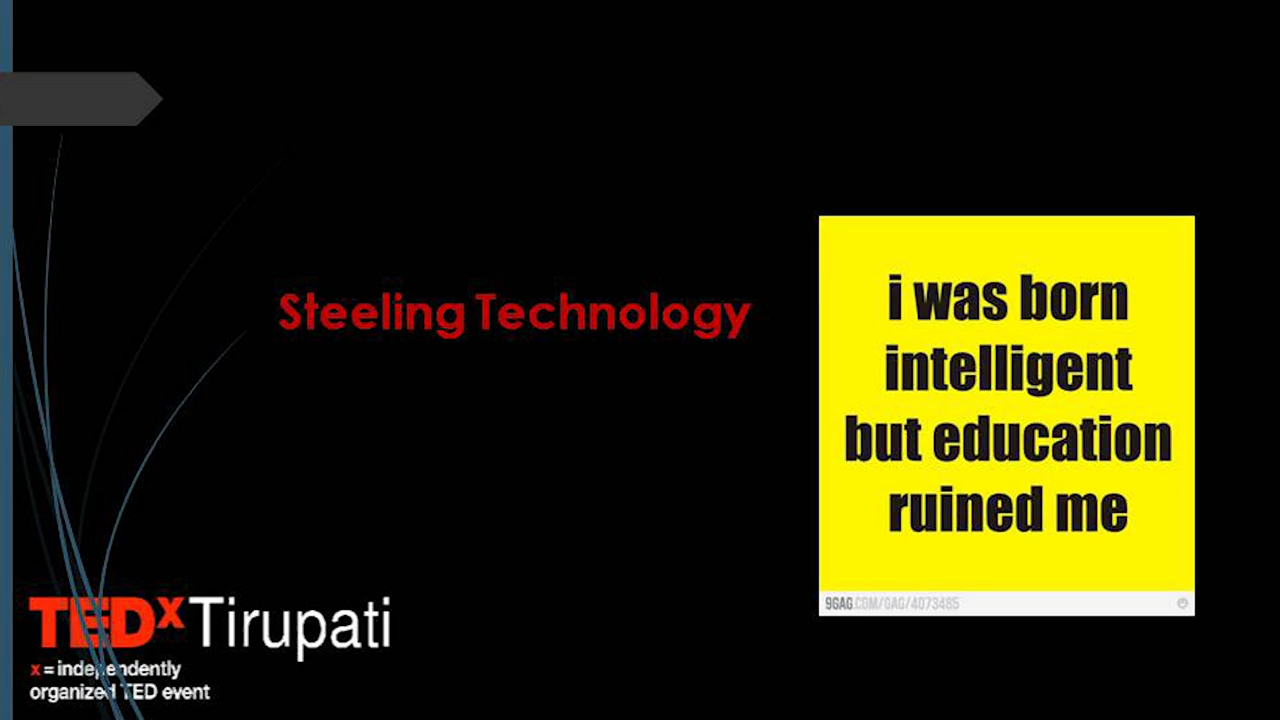 Steeling Technology
i was born
intelligent
but education
ruined me
9GAG.COM/GAG/4073485
TEDxTirupati
x = independently
organized TED event